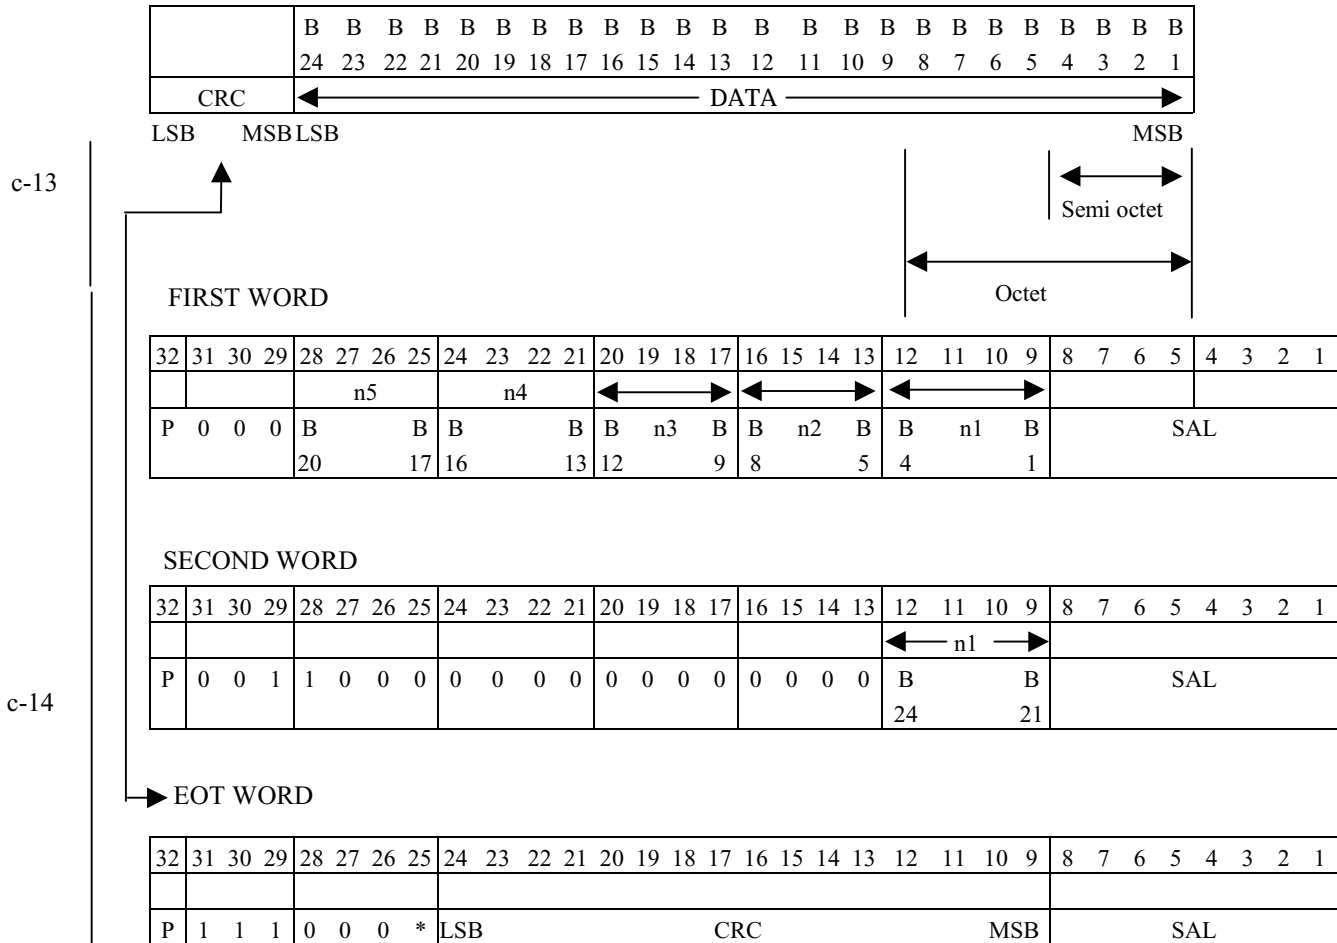 B B B B B B B B B B B B B B B B B B B B B B B B
24 23 22 21 20 19 18 17 16 15 14 13 12 11 10 9 8 7 6 5 4 3 2 1
CRC DATA
LSB MSB LSB MSB
c-13
Semi octet
Octet
FIRST WORD
32 31 30 29 28 27 26 25 24 23 22 21 20 19 18 17 16 15 14 13 12 11 10 9 8 7 6 5 4 3 2 1
n5 n4
P 0 0 0 B B B B B n3 B B n2 B B n1 B SAL
20 17 16 13 12 9 8 5 4 1
SECOND WORD
32 31 30 29 28 27 26 25 24 23 22 21 20 19 18 17 16 15 14 13 12 11 10 9 8 7 6 5 4 3 2 1
n1
P 0 0 1 1 0 0 0 0 0 0 0 0 0 0 0 0 0 0 0 B B SAL
24 21
c-14
EOT WORD
32 31 30 29 28 27 26 25 24 23 22 21 20 19 18 17 16 15 14 13 12 11 10 9 8 7 6 5 4 3 2 1
P 1 1 1 0 0 0 * LSB CRC MSB SAL